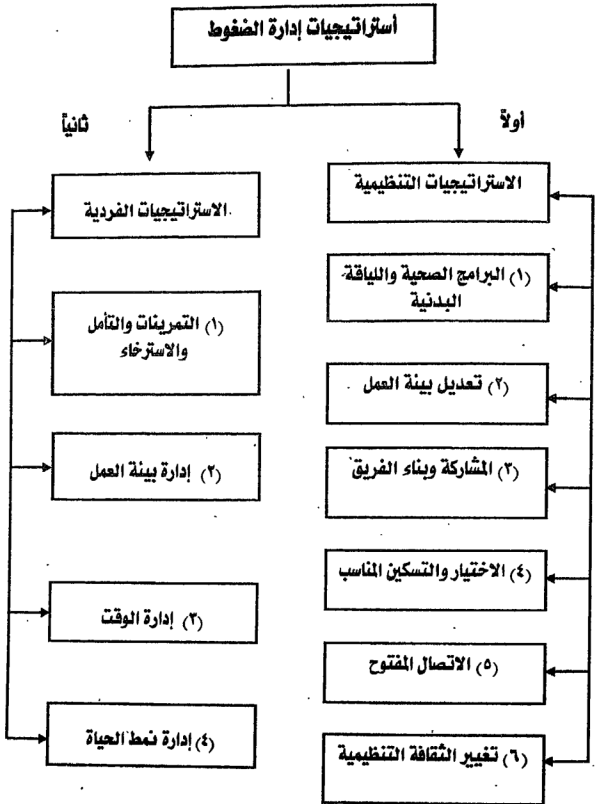 أستراتيجيات إدارة الضغوط
أولاً
ثانياً
الاستراتيجيات التنظيمية
(١) البرامج الصحية واللياقة
البدنية
(٢) تعديل بيئة العمل
(٣) المشاركة وبناء الفريق
(٤) الاختيار والتسكين المناسب
(٥) الاتصال المفتوح
(٦) تغيير الثقافة التنظيمية
الاستراتيجيات الفردية
(١) التمرينات والتأمل
والاسترخاء
(٢) إدارة بيئة العمل
(٣) إدارة الوقت
(٤) إدارة نمط الحياة